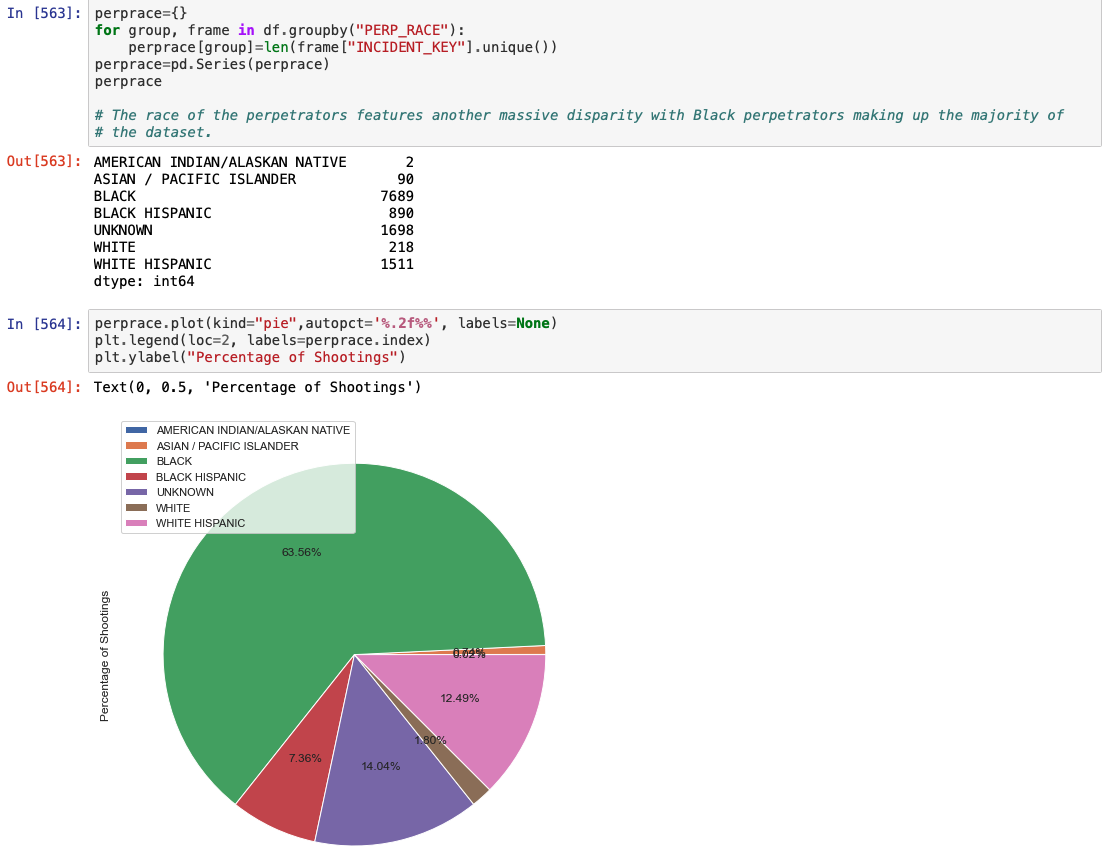 In [563]: perprace={}
for group, frame in df.groupby("PERP_RACE"):
    perprace[group]=len(frame["INCIDENT_KEY"].unique())
perprace=pd.Series(perprace)
perprace

# The race of the perpetrators features another massive disparity with Black perpetrators making up the majority of
# the dataset.
Out[563]: AMERICAN INDIAN/ALASKAN NATIVE 2
ASIAN / PACIFIC ISLANDER 90
BLACK 7689
BLACK HISPANIC 890
UNKNOWN 1698
WHITE 218
WHITE HISPANIC 1511
dtype: int64
In [564]: perprace.plot(kind="pie",autopct='%.2f%%', labels=None)
plt.legend(loc=2, labels=perprace.index)
plt.ylabel("Percentage of Shootings")
Out[564]: Text(0, 0.5, 'Percentage of Shootings')
AMERICAN INDIAN/ALASKAN NATIVE
ASIAN / PACIFIC ISLANDER
BLACK
BLACK HISPANIC
UNKNOWN
WHITE
WHITE HISPANIC
63.56%
0.74%
0.02%
12.49%
1.80%
7.36%
14.04%
Percentage of Shootings